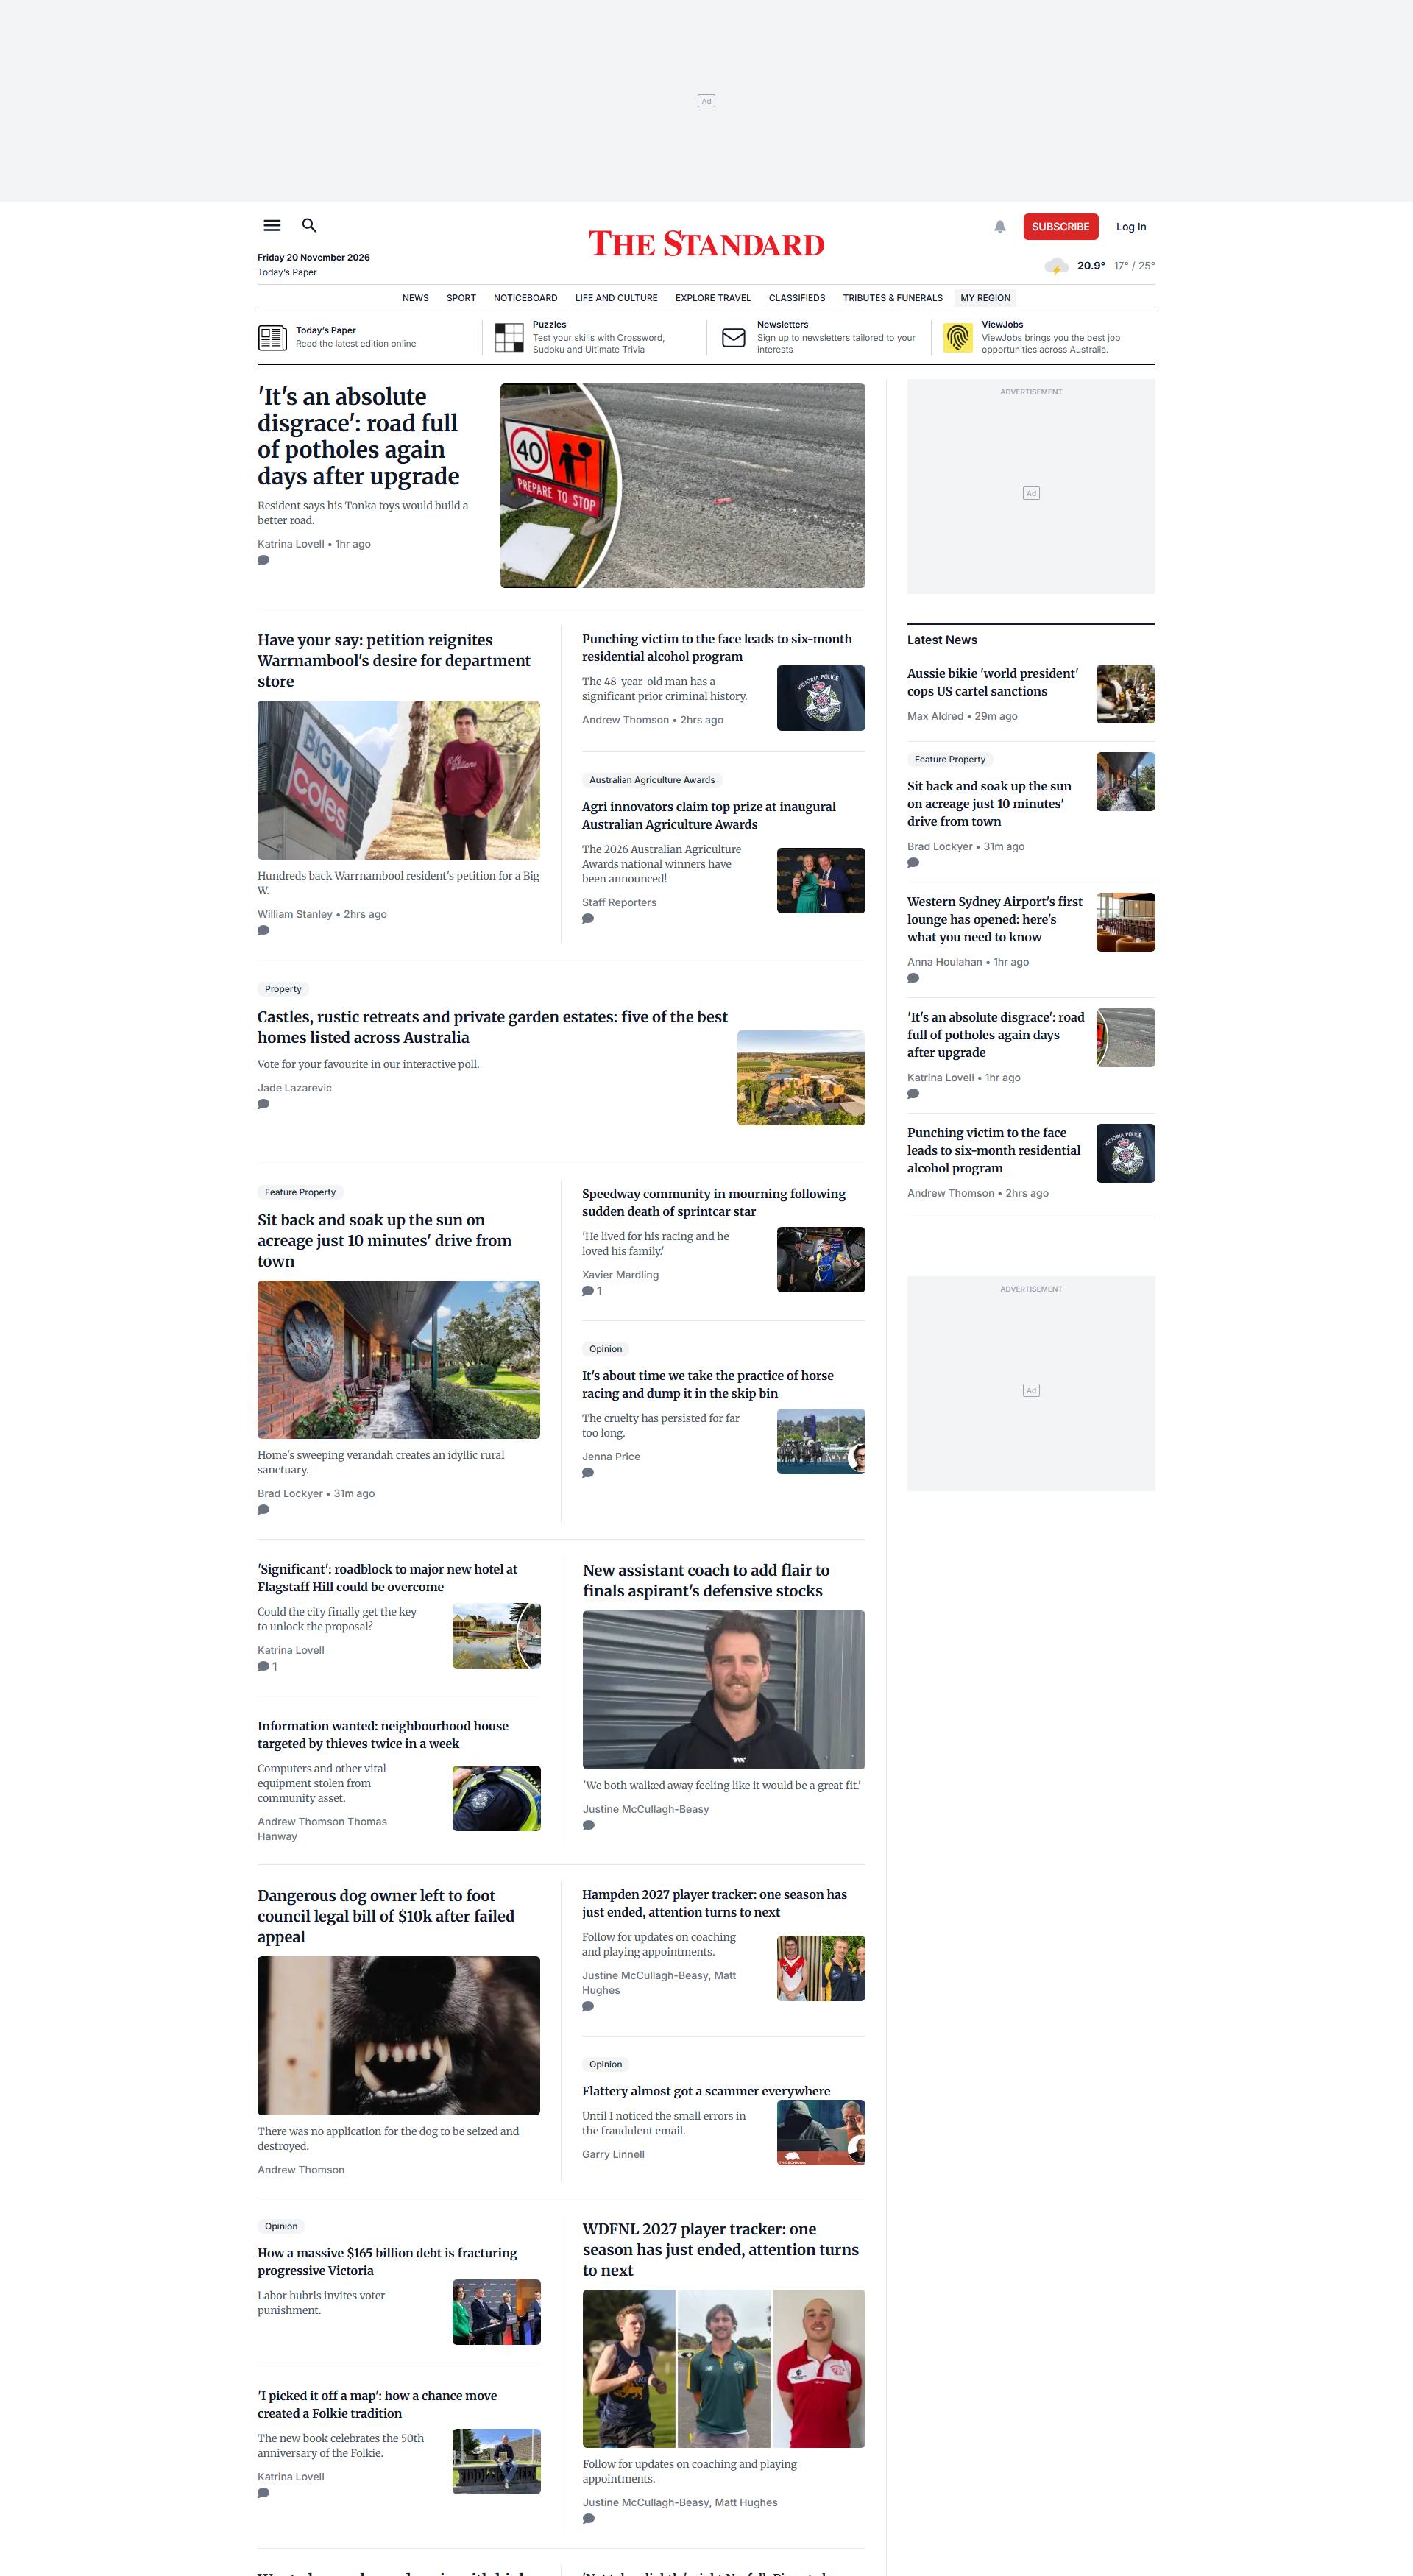 Ad
SUBSCRIBE
Log In
THE STANDARD
Friday 20 November 2026
Today's Paper
20.9° 17° / 25°
NEWS SPORT NOTICEBOARD LIFE AND CULTURE EXPLORE TRAVEL CLASSIFIEDS TRIBUTES & FUNERALS MY REGION
Today's Paper
Read the latest edition online
Puzzles
Test your skills with Crossword,
Sudoku and Ultimate Trivia
Newsletters
Sign up to newsletters tailored to your
interests
ViewJobs
ViewJobs brings you the best job
opportunities across Australia.
'It's an absolute
disgrace': road full
of potholes again
days after upgrade
Resident says his Tonka toys would build a
better road.
Katrina Lovell • 1hr ago
40
PREPARE TO STOP
Have your say: petition reignites
Warrnambool's desire for department
store
BIGW
coles
Hundreds back Warrnambool resident's petition for a Big
W.
William Stanley • 2hrs ago
Punching victim to the face leads to six-month
residential alcohol program
The 48-year-old man has a
significant prior criminal history.
Andrew Thomson • 2hrs ago
VICTORIA POLICE
Australian Agriculture Awards
Agri innovators claim top prize at inaugural
Australian Agriculture Awards
The 2026 Australian Agriculture
Awards national winners have
been announced!
Staff Reporters
Property
Castles, rustic retreats and private garden estates: five of the best
homes listed across Australia
Vote for your favourite in our interactive poll.
Jade Lazarevic
Feature Property
Sit back and soak up the sun on
acreage just 10 minutes' drive from
town
Home's sweeping verandah creates an idyllic rural
sanctuary.
Brad Lockyer • 31m ago
Speedway community in mourning following
sudden death of sprintcar star
'He lived for his racing and he
loved his family.'
Xavier Mardling
1
Opinion
It's about time we take the practice of horse
racing and dump it in the skip bin
The cruelty has persisted for far
too long.
Jenna Price
'Significant': roadblock to major new hotel at
Flagstaff Hill could be overcome
Could the city finally get the key
to unlock the proposal?
Katrina Lovell
1
Information wanted: neighbourhood house
targeted by thieves twice in a week
Computers and other vital
equipment stolen from
community asset.
Andrew Thomson Thomas
Hanway
New assistant coach to add flair to
finals aspirant's defensive stocks
'We both walked away feeling like it would be a great fit.'
Justine McCullagh-Beasy
Dangerous dog owner left to foot
council legal bill of $10k after failed
appeal
There was no application for the dog to be seized and
destroyed.
Andrew Thomson
Hampden 2027 player tracker: one season has
just ended, attention turns to next
Follow for updates on coaching
and playing appointments.
Justine McCullagh-Beasy, Matt
Hughes
Opinion
Flattery almost got a scammer everywhere
Until I noticed the small errors in
the fraudulent email.
Garry Linnell
Opinion
How a massive $165 billion debt is fracturing
progressive Victoria
Labor hubris invites voter
punishment.
'I picked it off a map': how a chance move
created a Folkie tradition
The new book celebrates the 50th
anniversary of the Folkie.
Katrina Lovell
WDFNL 2027 player tracker: one
season has just ended, attention turns
to next
Follow for updates on coaching and playing
appointments.
Justine McCullagh-Beasy, Matt Hughes
ADVERTISEMENT
Ad
Latest News
Aussie bikie 'world president'
cops US cartel sanctions
Max Aldred • 29m ago
Feature Property
Sit back and soak up the sun
on acreage just 10 minutes'
drive from town
Brad Lockyer • 31m ago
Western Sydney Airport's first
lounge has opened: here's
what you need to know
Anna Houlahan • 1hr ago
'It's an absolute disgrace': road
full of potholes again days
after upgrade
Katrina Lovell • 1hr ago
Punching victim to the face
leads to six-month residential
alcohol program
Andrew Thomson • 2hrs ago
VICTORIA POLICE
ADVERTISEMENT
Ad